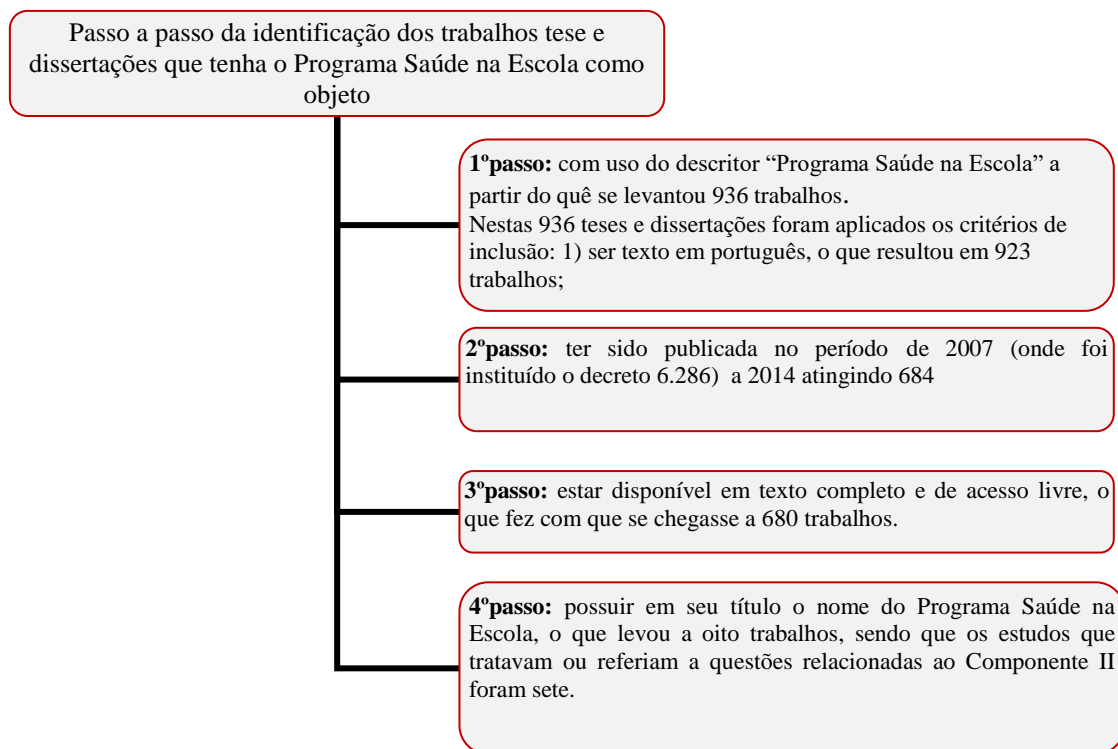 Passo a passo da identificação dos trabalhos tese e
dissertações que tenha o Programa Saúde na Escola como
objeto
1ºpasso: com uso do descritor “Programa Saúde na Escola” a
partir do quê se levantou 936 trabalhos.
Nestas 936 teses e dissertações foram aplicados os critérios de
inclusão: 1) ser texto em português, o que resultou em 923
trabalhos;
2ºpasso: ter sido publicada no período de 2007 (onde foi
instituído o decreto 6.286) a 2014 atingindo 684
3ºpasso: estar disponível em texto completo e de acesso livre, o
que fez com que se chegasse a 680 trabalhos.
4ºpasso: possuir em seu título o nome do Programa Saúde na
Escola, o que levou a oito trabalhos, sendo que os estudos que
tratavam ou referiam a questões relacionadas ao Componente II
foram sete.